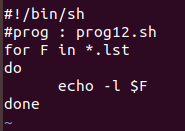 #!/bin/sh
#prog : prog12.sh
for F in *.lst
do
        echo -l $F
done
~